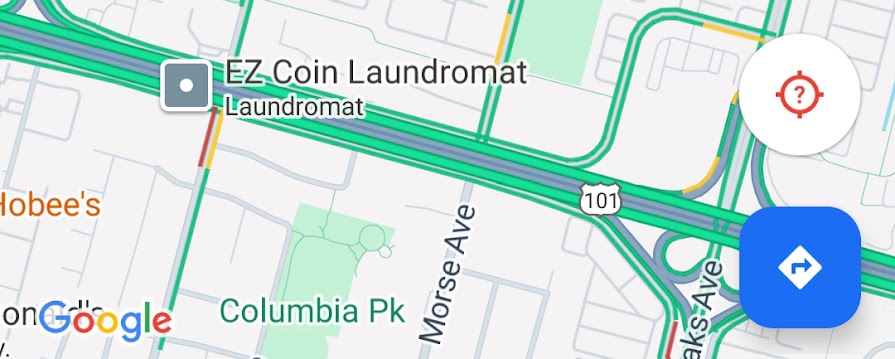 EZ Coin Laundromat
Laundromat
?
101
Hobee's
Morse Ave
Columbia Pk
Google